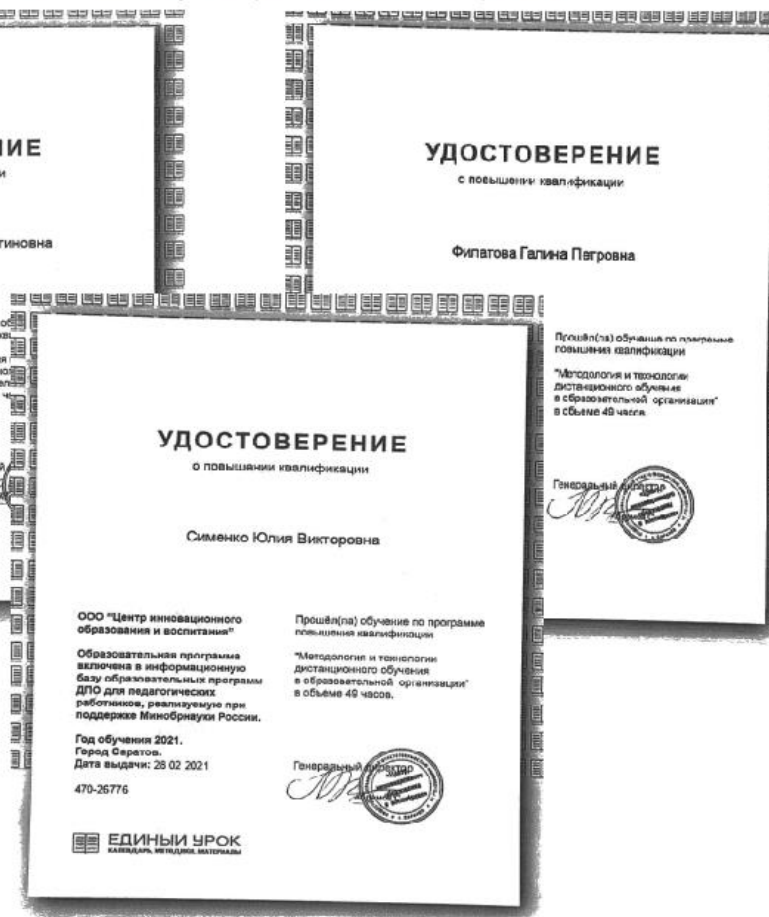 УДОСТОВЕРЕНИЕ
с повышении квалификации
Филатова Галина Петровна
Прошёл(ла) обучение по программе
повышения квалификации
"Методология и технологии
дистанционного обучения
в образовательной организация"
в объеме 49 часов.
Генеральный директор
ИЕ
и
тиновна
УДОСТОВЕРЕНИЕ
о повышении квалификации
Сименко Юлия Викторовна
ООО "Центр инновационного
образования и воспитания"
Образовательная программа
включена в информационную
базу образовательных программ
ДПО для педагогических
работников, реализуемую при
поддержке Минобрнауки России.
Год обучения 2021.
Город Саратов.
Дата выдачи: 28 02 2021
470-26776
Прошёл(ла) обучение по программе
повышения квалификации
"Методология и технологии
дистанционного обучения
в образовательной организации"
в объеме 49 часов.
Генеральный директор
ЕДИНЫЙ УРОК
КАЛЕНДАРЬ, МЕТОДИКИ, МАТЕРИАЛЫ